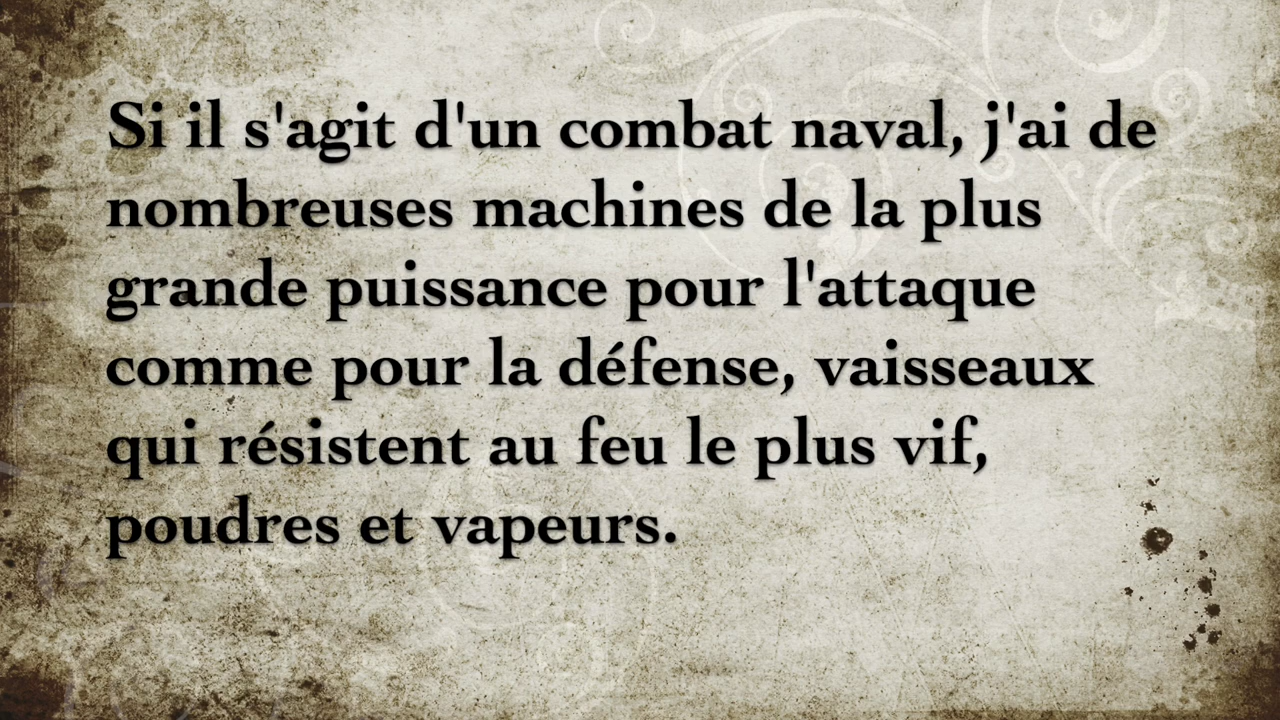 Si il s'agit d'un combat naval, j'ai de
nombreuses machines de la plus
grande puissance pour l'attaque
comme pour la défense, vaisseaux
qui résistent au feu le plus vif,
poudres et vapeurs.